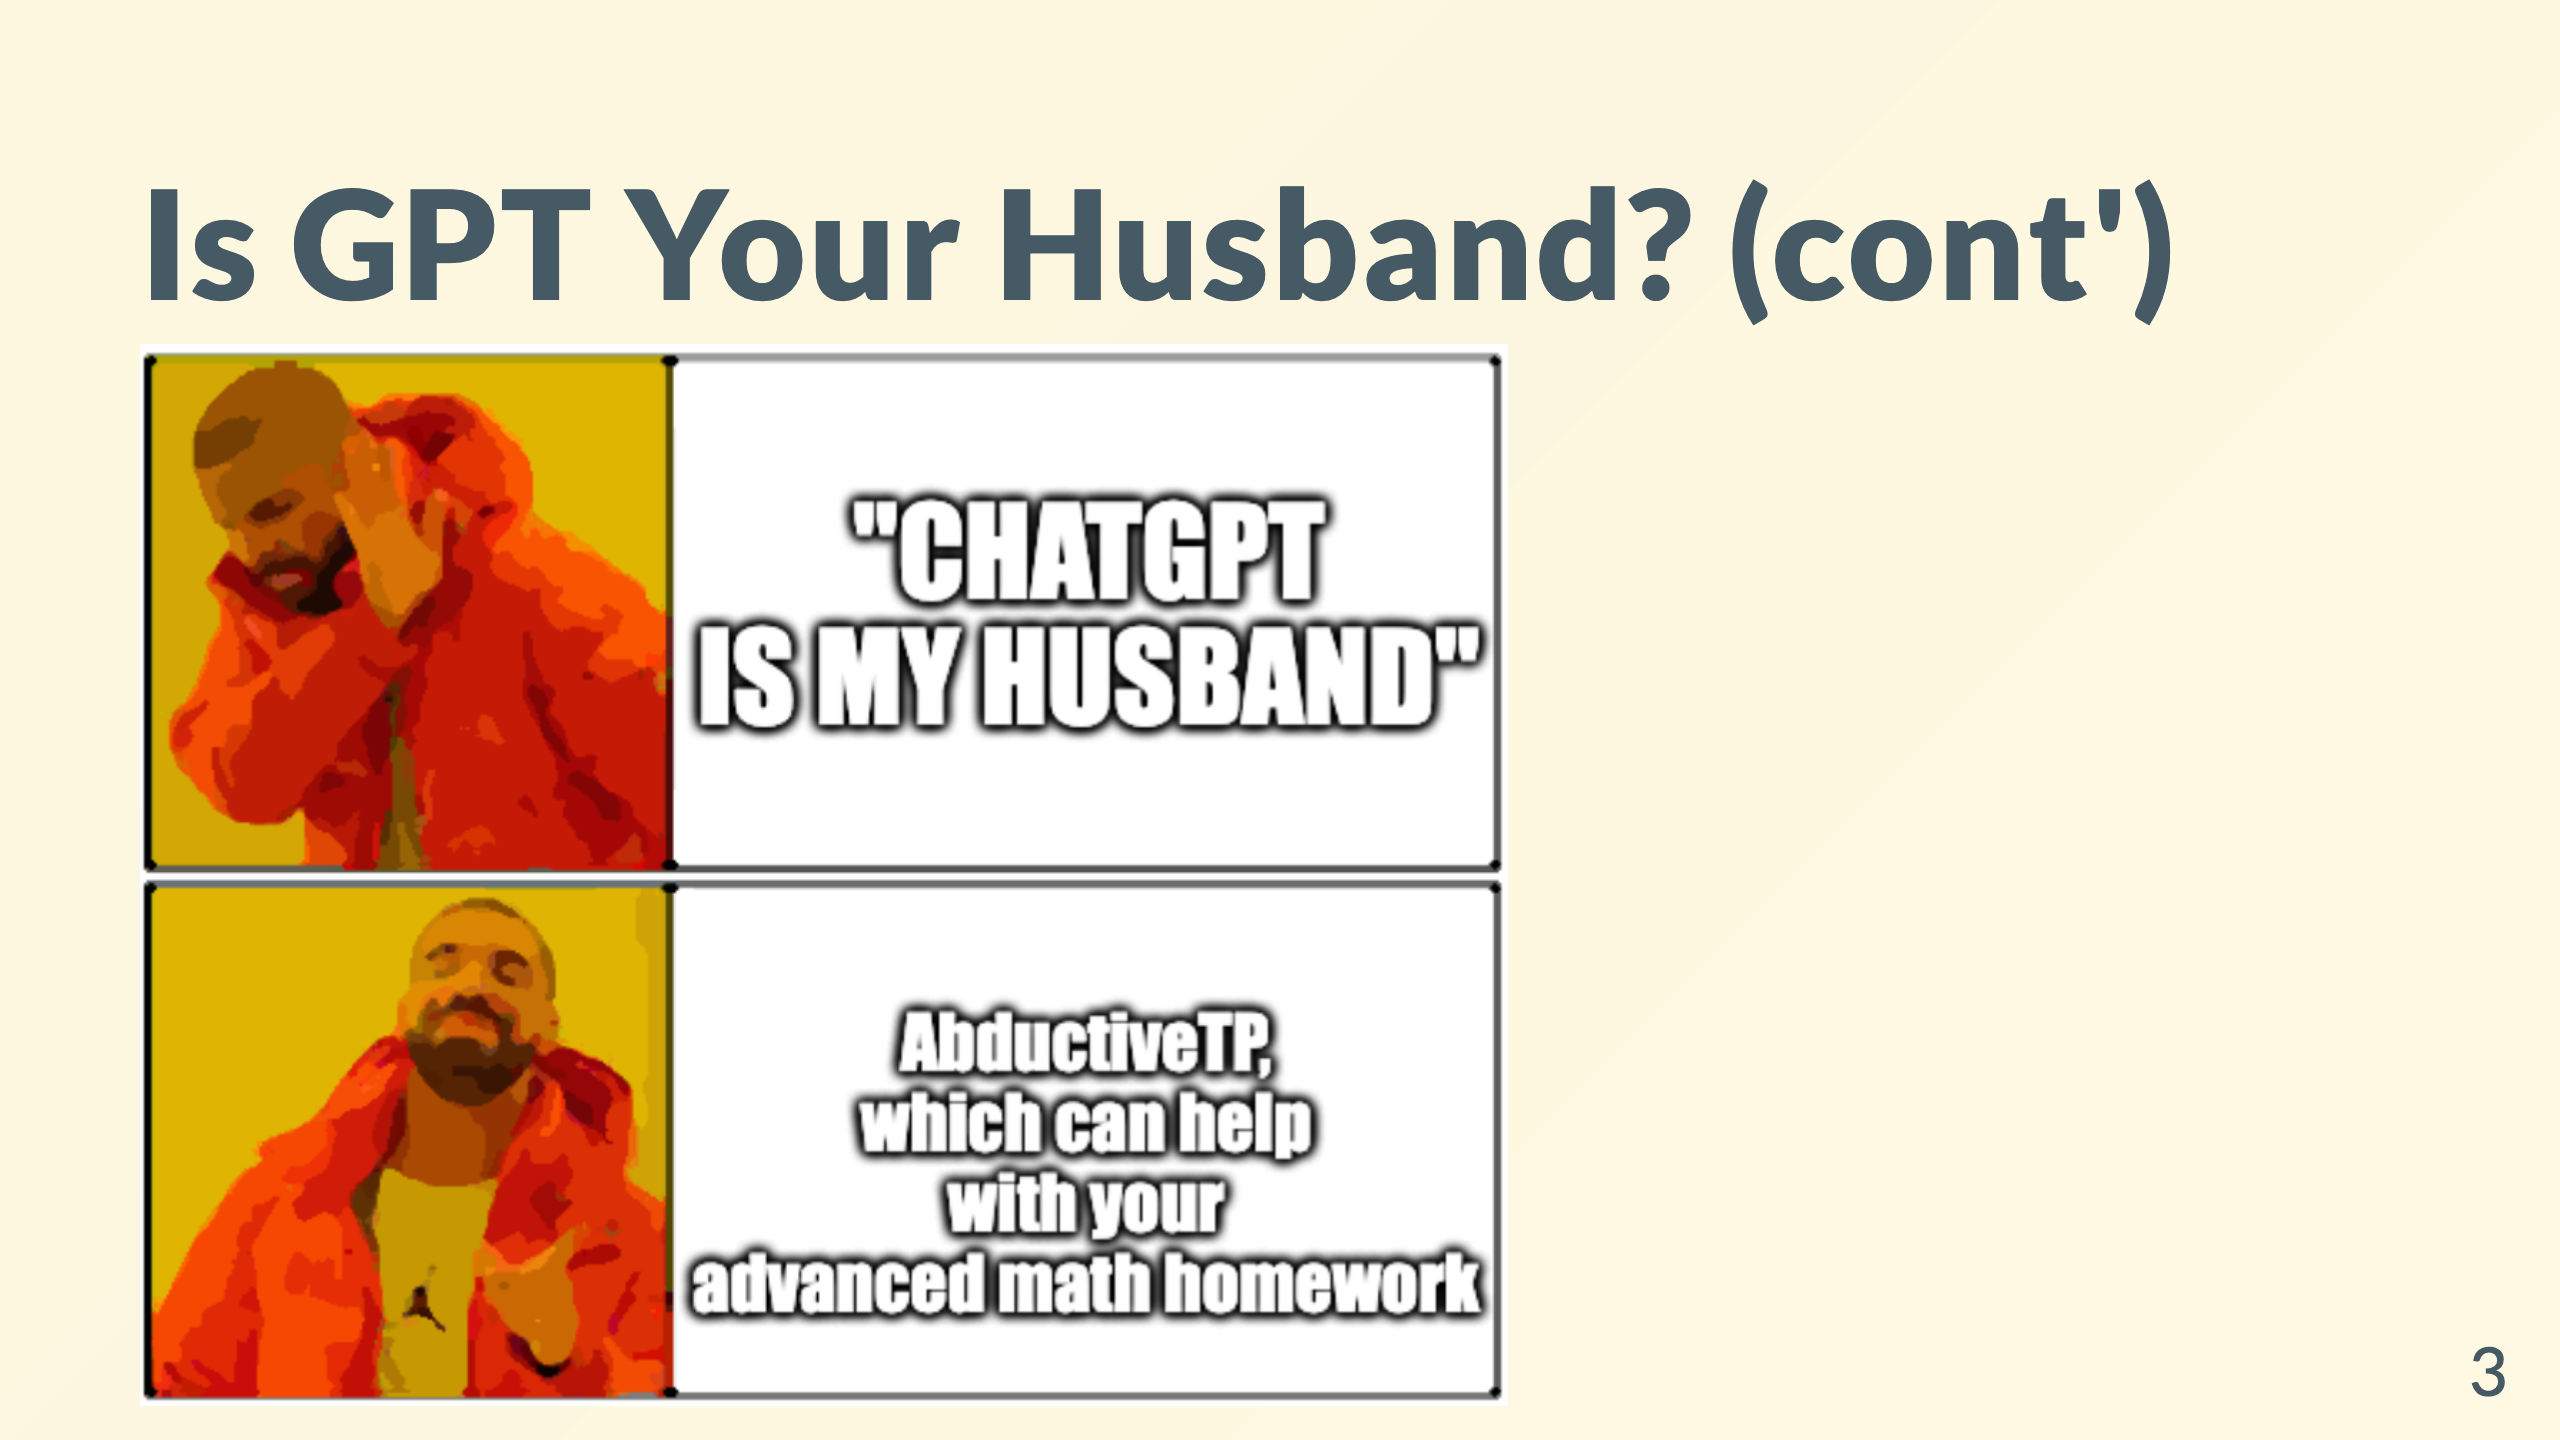 Is GPT Your Husband? (cont')
"CHATGPT
IS MY HUSBAND"
AbductiveTP,
which can help
with your
advanced math homework
3